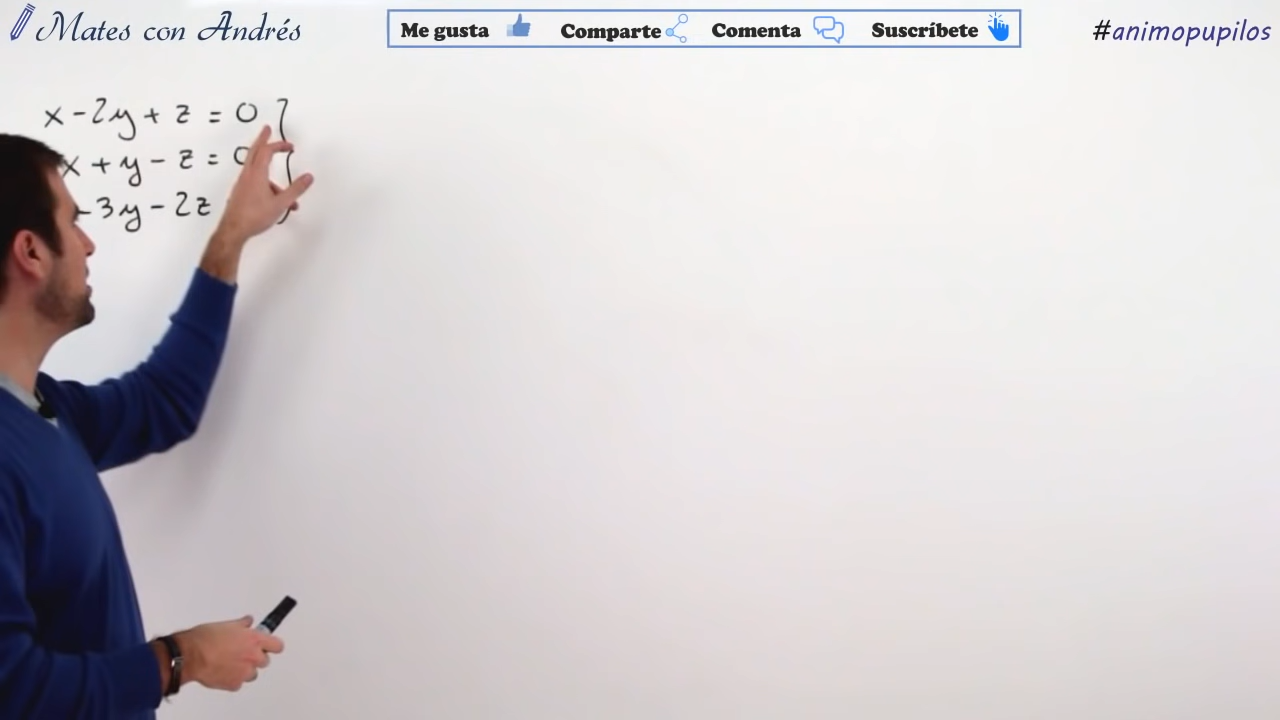 Mates con Andrés
Me gusta Comparte Comenta Suscríbete
#animopupilos
x - 2y + z = 0
x + y - z = 0
- 3y - 2z